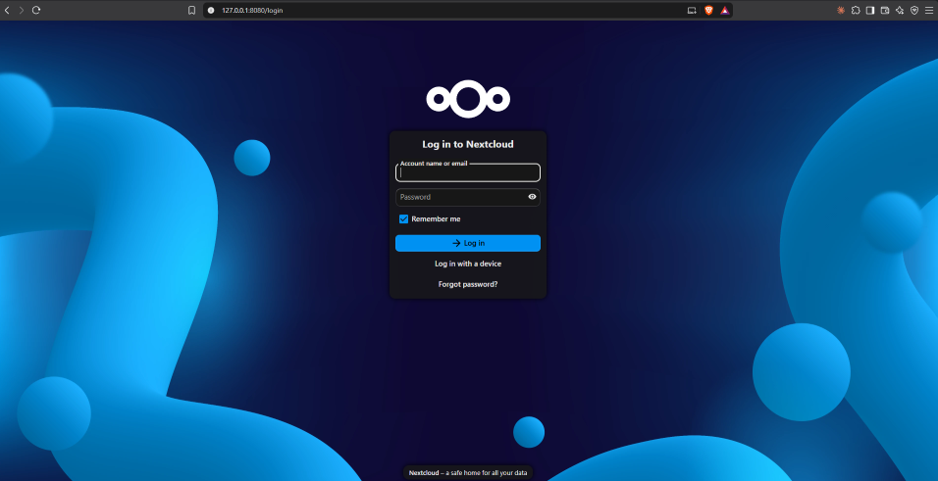 127.0.0.1:8080/login
Log in to Nextcloud
Account name or email
Password
Remember me
Log in
Log in with a device
Forgot password?
Nextcloud – a safe home for all your data